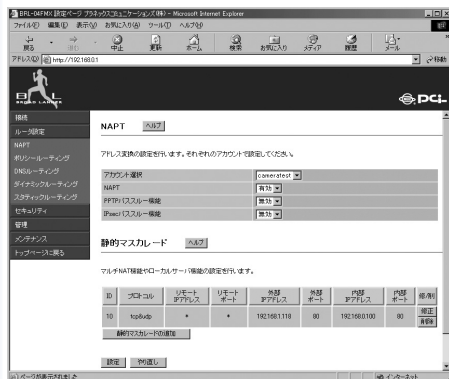 BRL-04FMX 設定ページ プラネックスコミュニケーションズ(株) - Microsoft Internet Explorer
ファイル(F) 編集(E) 表示(V) お気に入り(A) ツール(T) ヘルプ(H)
戻る 進む 中止 更新 ホーム 検索 お気に入り メディア 履歴 メール
アドレス(D) http://192.168.0.1 移動
BRL
BROAD LANNER
PCI
接続
ルータ設定
NAPT
ポリシールーティング
DNSルーティング
ダイナミックルーティング
スタティックルーティング
セキュリティ
管理
メンテナンス
トップページに戻る
NAPT ヘルプ
アドレス変換の設定を行います。それぞれのアカウントで設定してください。
アカウント選択 cameratest
NAPT 有効
PPTPパススルー機能 無効
IPsecパススルー機能 無効
静的マスカレード ヘルプ
マルチNAT機能やローカルサーバ機能の設定を行います。
ID プロトコル リモートIPアドレス リモートポート 外部IPアドレス 外部ポート 内部IPアドレス 内部ポート 修/削
10 tcp&udp * * 192.168.1.118 80 192.168.0.100 80 修正 削除
静的マスカレードの追加
設定 やり直し
ページが表示されました インターネット